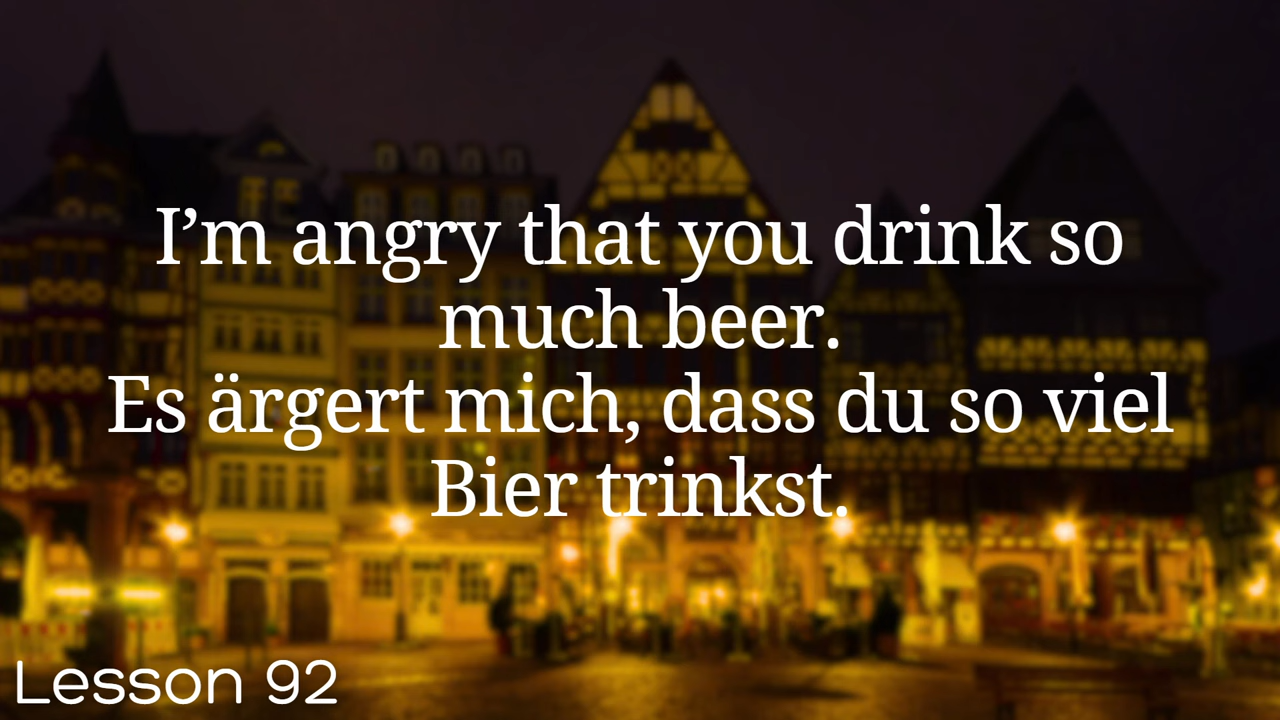 I’m angry that you drink so
much beer.
Es ärgert mich, dass du so viel
Bier trinkst.
Lesson 92